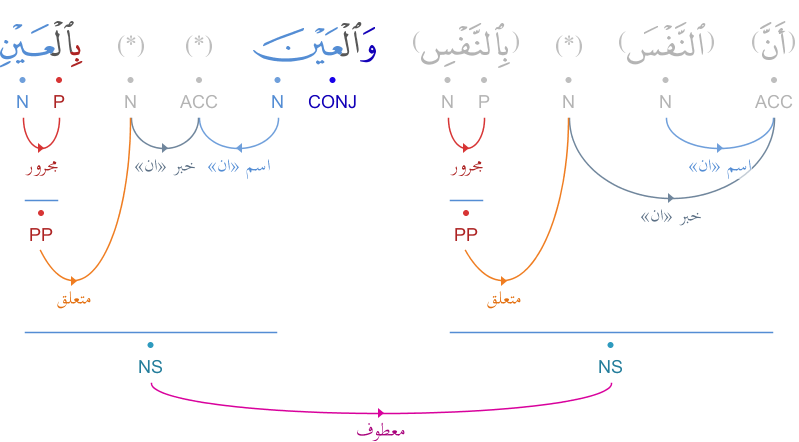 (أَنَّ) ٱلنَّفْسَ) (*) (بِٱلنَّفْسِ) وَٱلْعَيْنَ (*) (*) بِٱلْعَيْنِ
ACC N N P N CONJ N ACC N P N
اسم «ان» مجرور اسم «ان» خبر «ان» مجرور
خبر «ان»
PP PP
متعلق متعلق
NS NS
معطوف